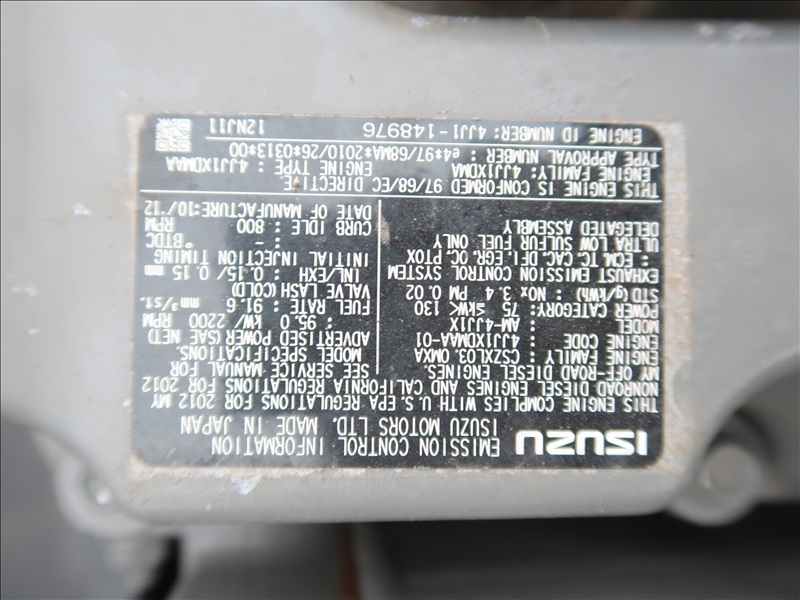 ISUZU EMISSION CONTROL INFORMATION
ISUZU MOTORS LTD. MADE IN JAPAN
THIS ENGINE COMPLIES WITH U.S. EPA REGULATIONS FOR 2012 MY
NONROAD DIESEL ENGINES AND CALIFORNIA REGULATIONS FOR 2012
MY OFF-ROAD DIESEL ENGINES.
ENGINE FAMILY : CSZXL03.0MXA
ENGINE CODE : 4JJ1XDMAA-01
MODEL : AM-4JJ1X
POWER CATEGORY: 75 ≦kW< 130
STD (g/kWh) : NOx 3.4 PM 0.02
EXHAUST EMISSION CONTROL SYSTEM
: ECM, TC, CAC, DFI, EGR, OC, PTOX
ULTRA LOW SULFUR FUEL ONLY
DELEGATED ASSEMBLY
SEE SERVICE MANUAL FOR
MODEL SPECIFICATIONS.
ADVERTISED POWER (SAE NET)
: 95.0 kW/ 2200 RPM
FUEL RATE : 91.6 mm³/st.
VALVE LASH (COLD)
INL/EXH : 0.15/ 0.15 mm
INITIAL INJECTION TIMING
: - °BTDC
CURB IDLE : 800 RPM
DATE OF MANUFACTURE:10/'12
THIS ENGINE IS CONFORMED 97/68/EC DIRECTIVE
ENGINE FAMILY: 4JJ1XDMA ENGINE TYPE : 4JJ1XDMAA
TYPE APPROVAL NUMBER: e4*97/68MA*2010/26*0313*00
ENGINE ID NUMBER: 4JJ1-148976 12NJ11